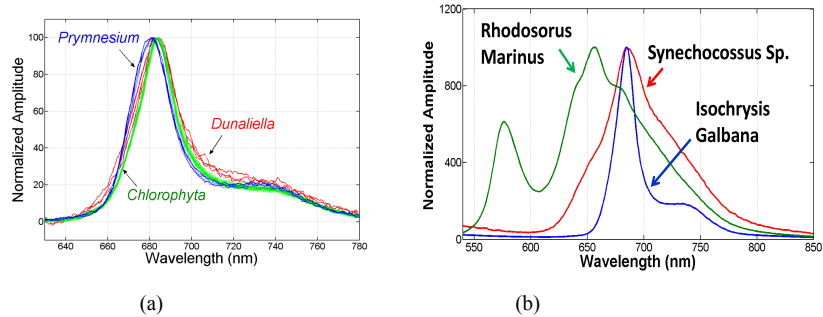 Prymnesium
Dunaliella
Chlorophyta
Normalized Amplitude
100
80
60
40
20
0
640
660
680
700
720
740
760
780
Wavelength (nm)
(a)
Rhodosorus
Marinus
Synechocossus Sp.
Isochrysis
Galbana
Normalized Amplitude
1200
1000
800
400
0
550
600
650
700
750
800
850
Wavelength (nm)
(b)